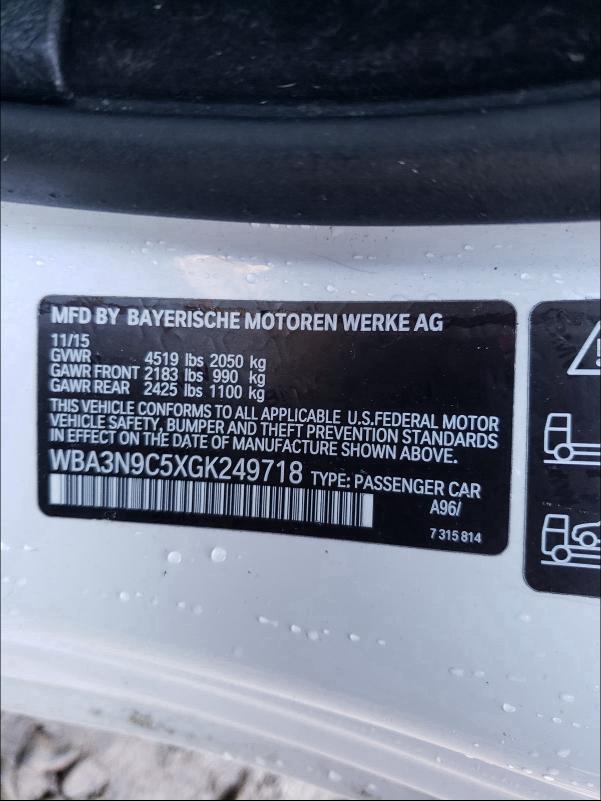 MFD BY BAYERISCHE MOTOREN WERKE AG
11/15
GVWR 4519 lbs 2050 kg
GAWR FRONT 2183 lbs 990 kg
GAWR REAR 2425 lbs 1100 kg
THIS VEHICLE CONFORMS TO ALL APPLICABLE U.S.FEDERAL MOTOR
VEHICLE SAFETY, BUMPER AND THEFT PREVENTION STANDARDS
IN EFFECT ON THE DATE OF MANUFACTURE SHOWN ABOVE.
WBA3N9C5XGK249718 TYPE: PASSENGER CAR
A96/
7 315 814